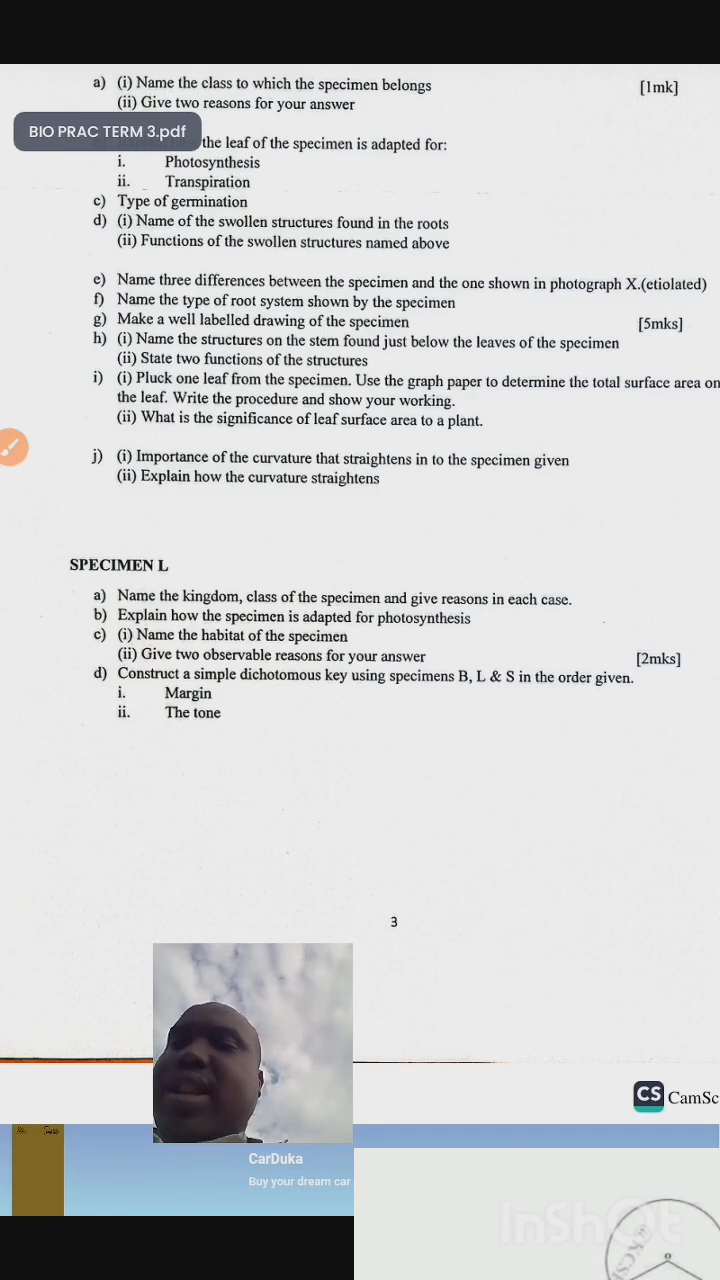 a) (i) Name the class to which the specimen belongs [1mk]
(ii) Give two reasons for your answer
BIO PRAC TERM 3.pdf
the leaf of the specimen is adapted for:
i. Photosynthesis
ii. Transpiration
c) Type of germination
d) (i) Name of the swollen structures found in the roots
(ii) Functions of the swollen structures named above
e) Name three differences between the specimen and the one shown in photograph X.(etiolated)
f) Name the type of root system shown by the specimen
g) Make a well labelled drawing of the specimen [5mks]
h) (i) Name the structures on the stem found just below the leaves of the specimen
(ii) State two functions of the structures
i) (i) Pluck one leaf from the specimen. Use the graph paper to determine the total surface area on
the leaf. Write the procedure and show your working.
(ii) What is the significance of leaf surface area to a plant.
j) (i) Importance of the curvature that straightens in to the specimen given
(ii) Explain how the curvature straightens
SPECIMEN L
a) Name the kingdom, class of the specimen and give reasons in each case.
b) Explain how the specimen is adapted for photosynthesis
c) (i) Name the habitat of the specimen
(ii) Give two observable reasons for your answer [2mks]
d) Construct a simple dichotomous key using specimens B, L & S in the order given.
i. Margin
ii. The tone
3
CS CamSc
CarDuka
Buy your dream car
InShot